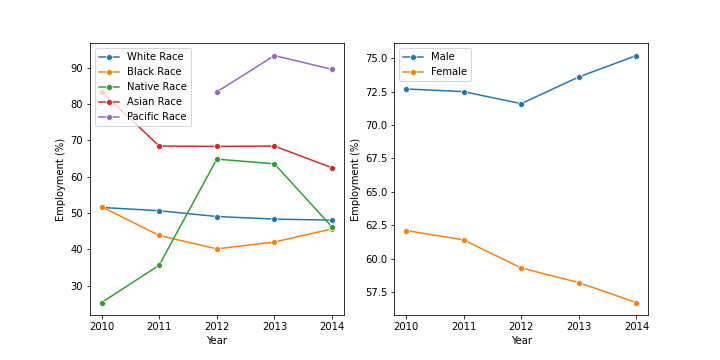 White Race
Black Race
Native Race
Asian Race
Pacific Race
90
80
70
60
50
40
30
Employment (%)
2010 2011 2012 2013 2014
Year
Male
Female
75.0
72.5
70.0
67.5
65.0
62.5
60.0
57.5
Employment (%)
2010 2011 2012 2013 2014
Year